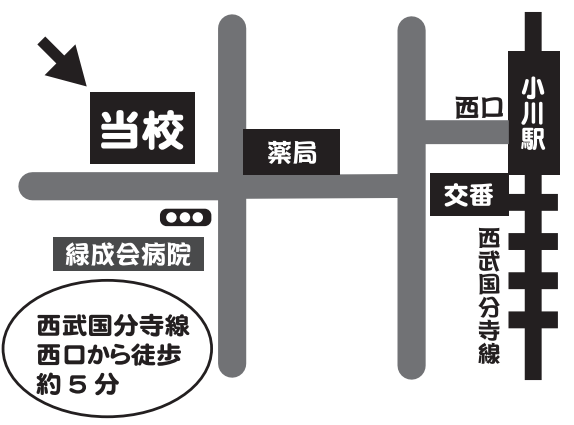 当校
薬局
西口
小川駅
交番
緑成会病院
西武国分寺線
西武国分寺線
西口から徒歩
約5分